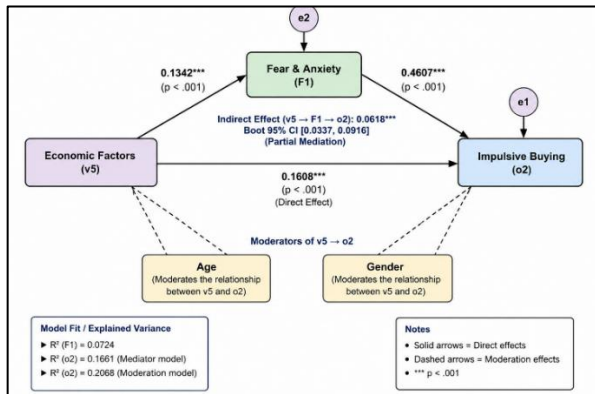 e2
0.1342***
(p < .001)
Fear & Anxiety
(F1)
0.4607***
(p < .001)
e1
Indirect Effect (v5 → F1 → o2): 0.0618***
Boot 95% CI [0.0337, 0.0916]
(Partial Mediation)
Economic Factors
(v5)
Impulsive Buying
(o2)
0.1608***
(p < .001)
(Direct Effect)
Moderators of v5 → o2
Age
(Moderates the relationship
between v5 and o2)
Gender
(Moderates the relationship
between v5 and o2)
Model Fit / Explained Variance
► R² (F1) = 0.0724
► R² (o2) = 0.1661 (Mediator model)
► R² (o2) = 0.2068 (Moderation model)
Notes
• Solid arrows = Direct effects
• Dashed arrows = Moderation effects
• *** p < .001